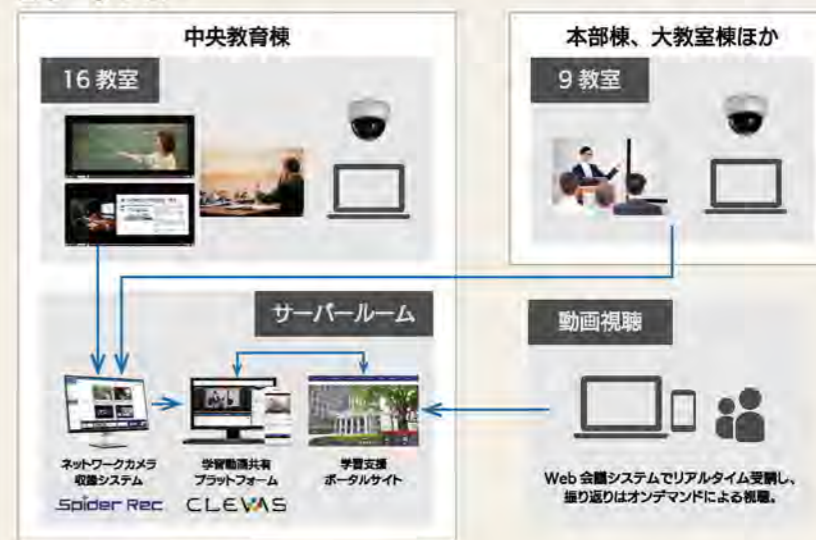 中央教育棟
16 教室
本部棟、大教室棟ほか
9 教室
サーバールーム
動画視聴
ネットワークカメラ
収録システム
Spider Rec
学習動画共有
プラットフォーム
CLEVAS
学習支援
ポータルサイト
Web 会議システムでリアルタイム受講し、
振り返りはオンデマンドによる視聴。